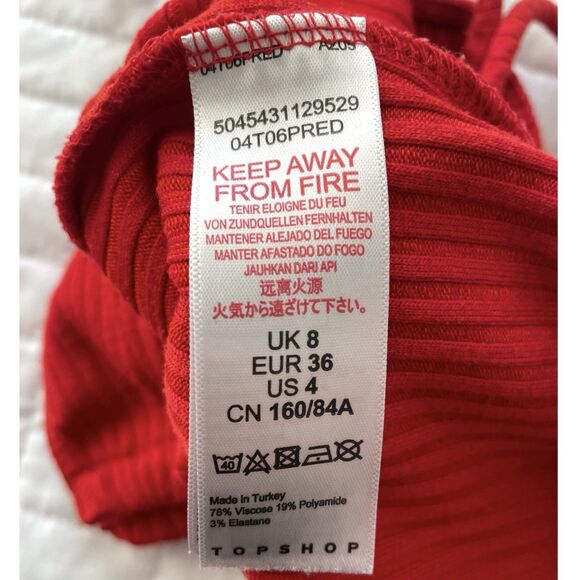 04T06PRED A209
5045431129529
04T06PRED
KEEP AWAY
FROM FIRE
TENIR ELOIGNE DU FEU
VON ZUNDQUELLEN FERNHALTEN
MANTENER ALEJADO DEL FUEGO
MANTER AFASTADO DO FOGO
JAUHKAN DARI API
远离火源
火気から遠ざけて下さい。
UK 8
EUR 36
US 4
CN 160/84A
40
Made in Turkey
78% Viscose 19% Polyamide
3% Elastane
TOPSHOP